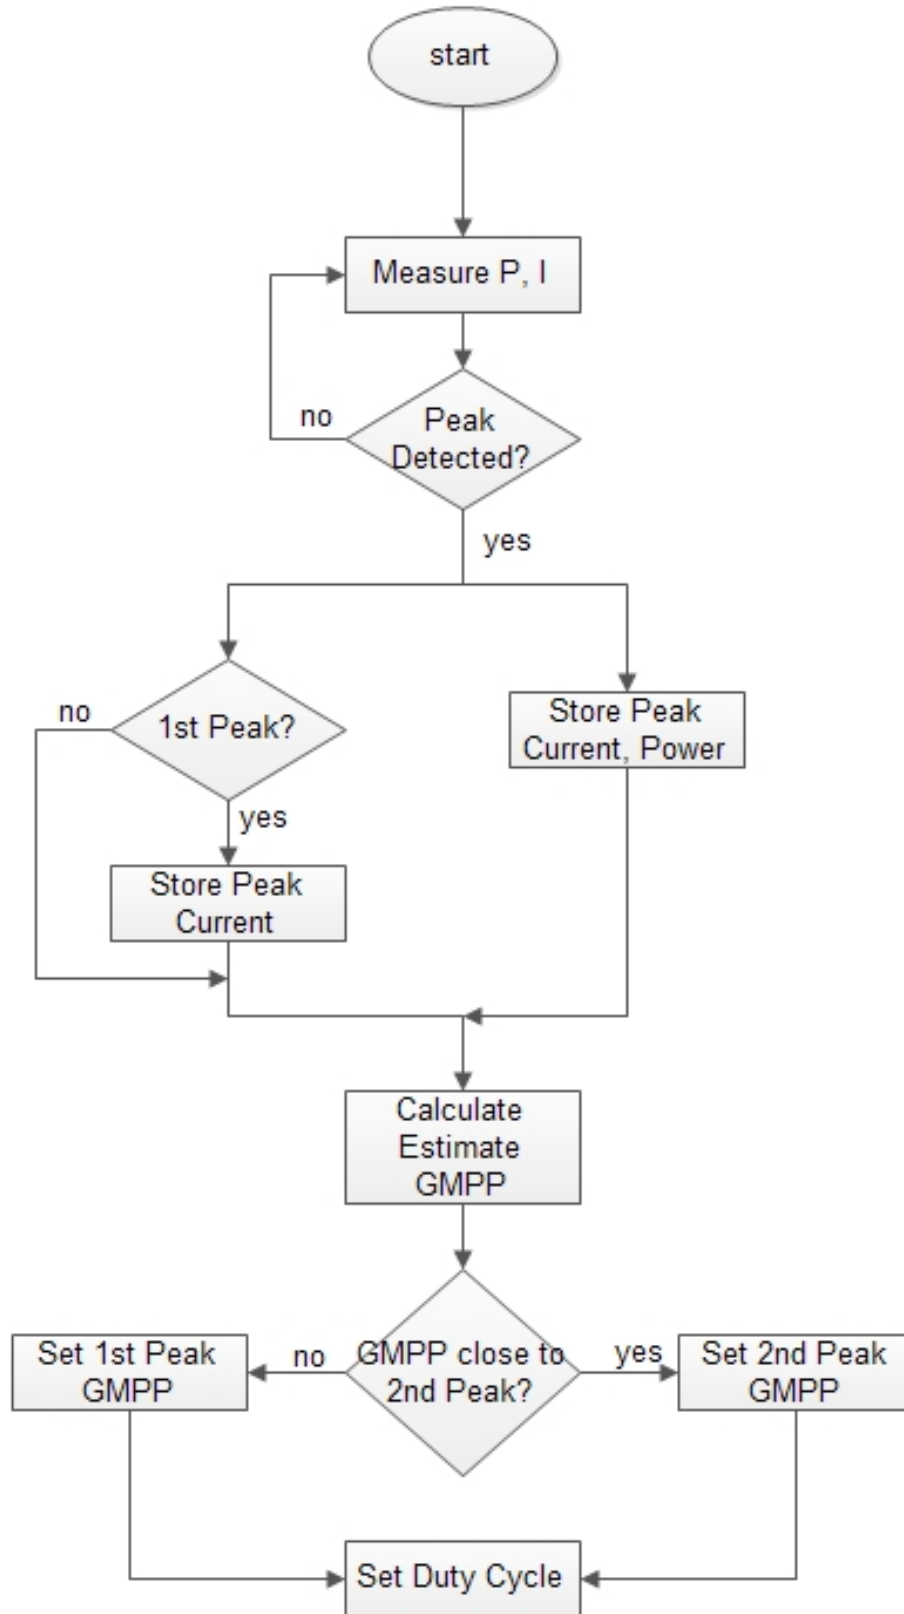 start
Measure P, I
no
Peak
Detected?
yes
no
1st Peak?
Store Peak
Current, Power
yes
Store Peak
Current
Calculate
Estimate
GMPP
Set 1st Peak
GMPP
no
GMPP close to
2nd Peak?
yes
Set 2nd Peak
GMPP
Set Duty Cycle